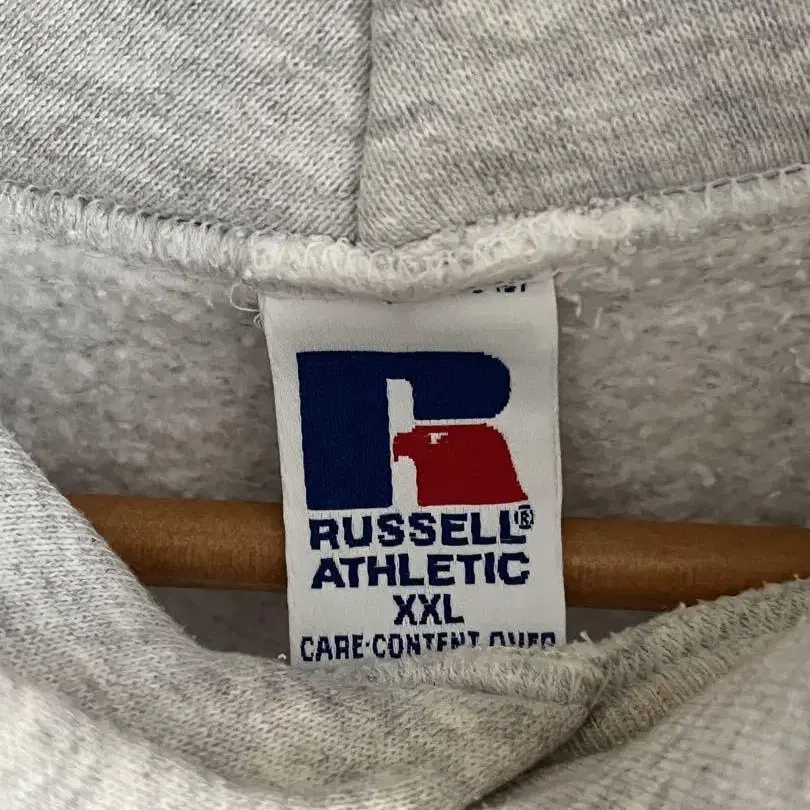 RUSSELL®
ATHLETIC
XXL
CARE·CONTENT OVER